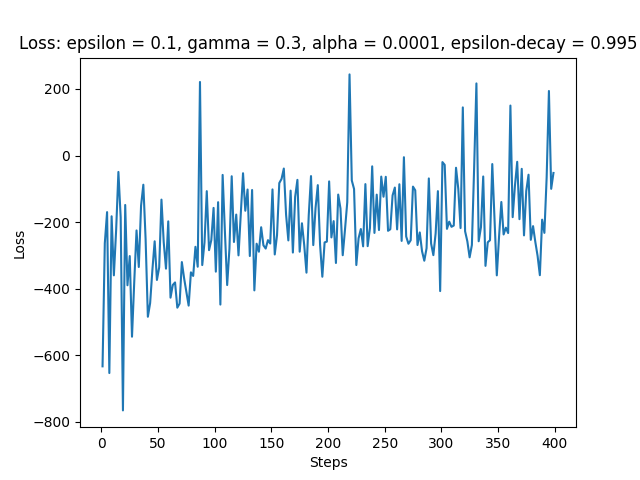 Loss: epsilon = 0.1, gamma = 0.3, alpha = 0.0001, epsilon-decay = 0.995
200
0
−200
−400
−600
−800
Loss
0 50 100 150 200 250 300 350 400
Steps